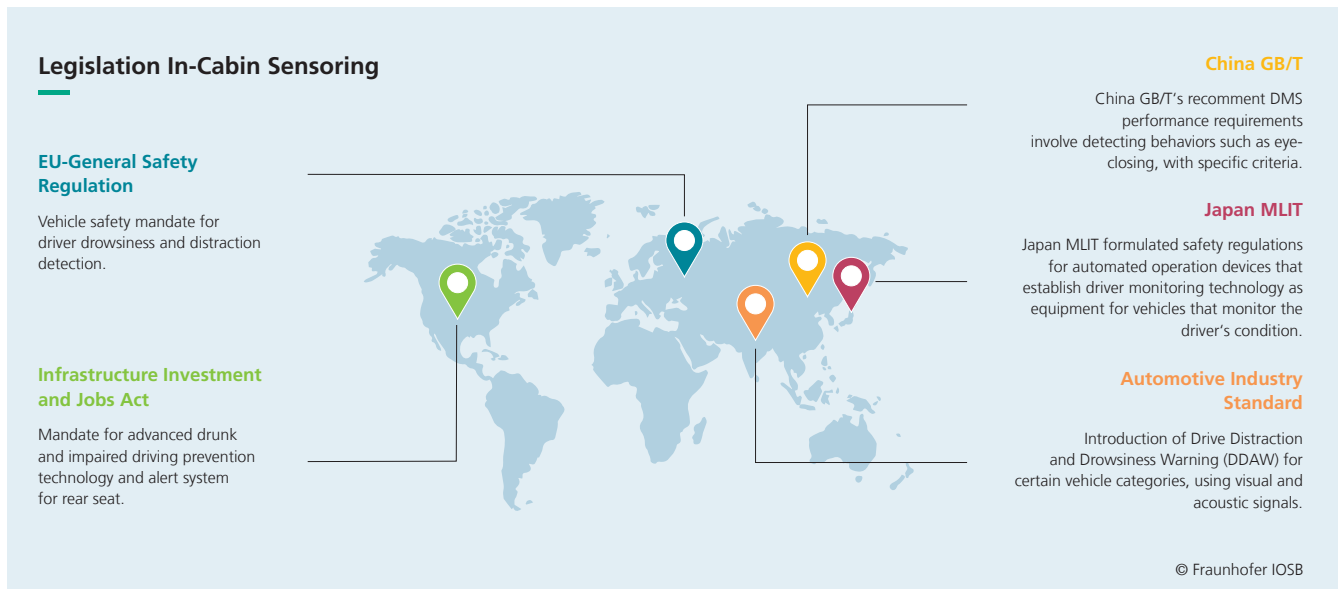 Legislation In-Cabin Sensoring
EU-General Safety
Regulation
Vehicle safety mandate for
driver drowsiness and distraction
detection.
Infrastructure Investment
and Jobs Act
Mandate for advanced drunk
and impaired driving prevention
technology and alert system
for rear seat.
China GB/T
China GB/T's recomment DMS
performance requirements
involve detecting behaviors such as eye-
closing, with specific criteria.
Japan MLIT
Japan MLIT formulated safety regulations
for automated operation devices that
establish driver monitoring technology as
equipment for vehicles that monitor the
driver's condition.
Automotive Industry
Standard
Introduction of Drive Distraction
and Drowsiness Warning (DDAW) for
certain vehicle categories, using visual and
acoustic signals.
© Fraunhofer IOSB